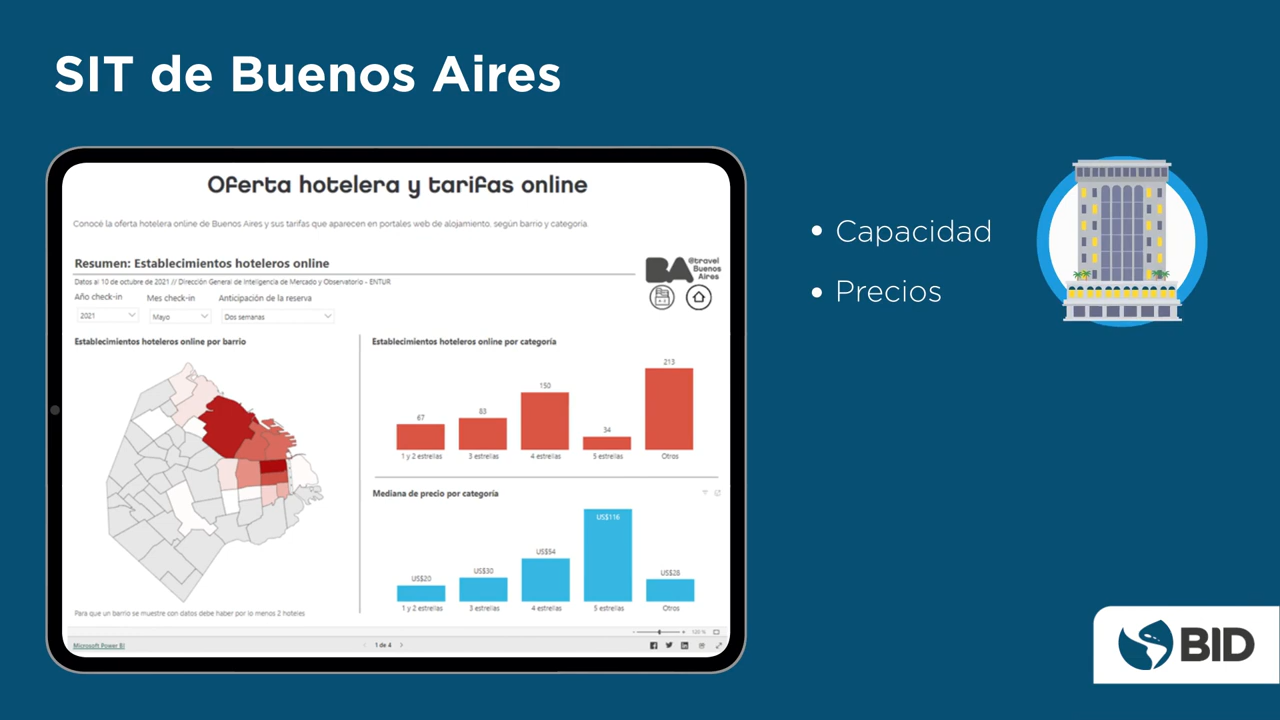 SIT de Buenos Aires
Oferta hotelera y tarifas online
Conocé la oferta hotelera online de Buenos Aires y sus tarifas que aparecen en portales web de alojamiento, según barrio y categoría.
Resumen: Establecimientos hoteleros online
Datos al 10 de octubre de 2021 // Dirección General de Inteligencia de Mercado y Observatorio - ENTUR
BA @travel Buenos Aires
Año check-in Mes check-in Anticipación de la reserva
2021 Mayo Dos semanas
Establecimientos hoteleros online por barrio
Para que un barrio se muestre con datos debe haber por lo menos 2 hoteles
Establecimientos hoteleros online por categoría
67 83 150 34 213
1 y 2 estrellas 3 estrellas 4 estrellas 5 estrellas Otros
Mediana de precio por categoría
US$20 US$30 US$54 US$116 US$28
1 y 2 estrellas 3 estrellas 4 estrellas 5 estrellas Otros
120 %
Microsoft Power BI
1 de 4
• Capacidad
• Precios
BID